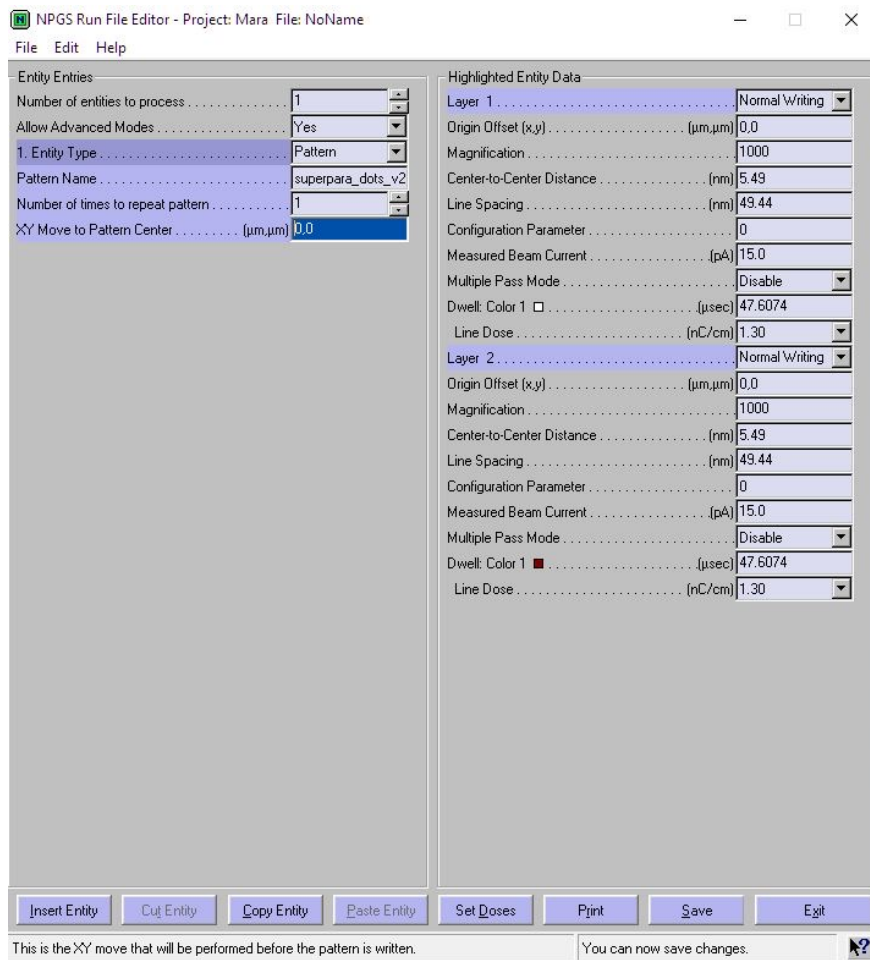 NPGS Run File Editor - Project: Mara File: NoName
File Edit Help
Entity Entries
Number of entities to process . . . . . . . . . . . . . . 1
Allow Advanced Modes . . . . . . . . . . . . . . . . . . Yes
1. Entity Type . . . . . . . . . . . . . . . . . . . . . . . . . . Pattern
Pattern Name . . . . . . . . . . . . . . . . . . . . . . . . . superpara_dots_v2
Number of times to repeat pattern . . . . . . . . . . . 1
XY Move to Pattern Center . . . . . . . . . (µm,µm) 0,0
Highlighted Entity Data
Layer 1 . . . . . . . . . . . . . . . . . . . . . . . . . . . . . . . . . Normal Writing
Origin Offset (x,y) . . . . . . . . . . . . . . . . . . . (µm,µm) 0,0
Magnification . . . . . . . . . . . . . . . . . . . . . . . . . . . . 1000
Center-to-Center Distance . . . . . . . . . . . . . . . (nm) 5.49
Line Spacing . . . . . . . . . . . . . . . . . . . . . . . . . (nm) 49.44
Configuration Parameter . . . . . . . . . . . . . . . . . . . . 0
Measured Beam Current . . . . . . . . . . . . . . . . .(pA) 15.0
Multiple Pass Mode . . . . . . . . . . . . . . . . . . . . . . . Disable
Dwell: Color 1 . . . . . . . . . . . . . . . . . . . . .(µsec) 47.6074
Line Dose . . . . . . . . . . . . . . . . . . . . . . . . (nC/cm) 1.30
Layer 2 . . . . . . . . . . . . . . . . . . . . . . . . . . . . . . . . . Normal Writing
Origin Offset (x,y) . . . . . . . . . . . . . . . . . . . (µm,µm) 0,0
Magnification . . . . . . . . . . . . . . . . . . . . . . . . . . . . 1000
Center-to-Center Distance . . . . . . . . . . . . . . . (nm) 5.49
Line Spacing . . . . . . . . . . . . . . . . . . . . . . . . . (nm) 49.44
Configuration Parameter . . . . . . . . . . . . . . . . . . . . 0
Measured Beam Current . . . . . . . . . . . . . . . . .(pA) 15.0
Multiple Pass Mode . . . . . . . . . . . . . . . . . . . . . . . Disable
Dwell: Color 1 . . . . . . . . . . . . . . . . . . . . .(µsec) 47.6074
Line Dose . . . . . . . . . . . . . . . . . . . . . . . . (nC/cm) 1.30
Insert Entity Cut Entity Copy Entity Paste Entity Set Doses Print Save Exit
This is the XY move that will be performed before the pattern is written. You can now save changes.